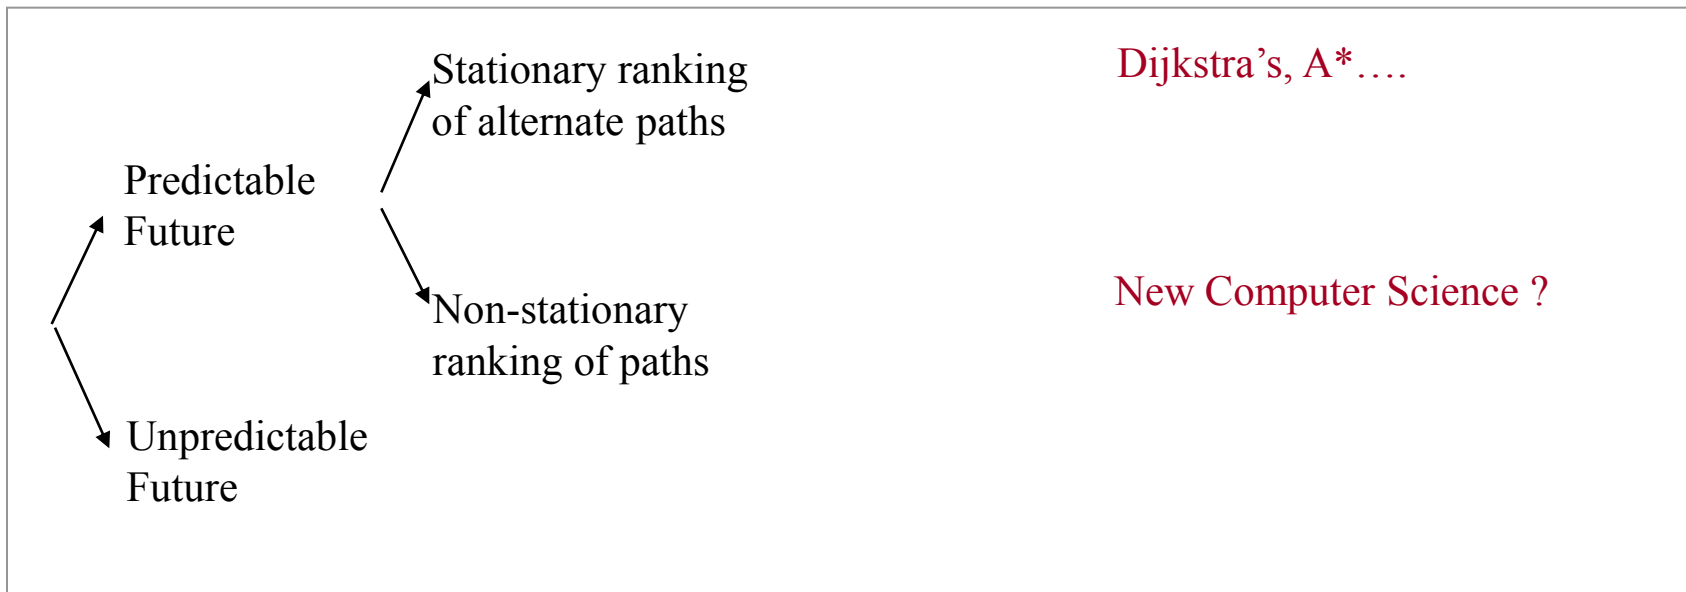 Stationary ranking
of alternate paths
Dijkstra’s, A*….
Predictable
Future
Non-stationary
ranking of paths
New Computer Science ?
Unpredictable
Future